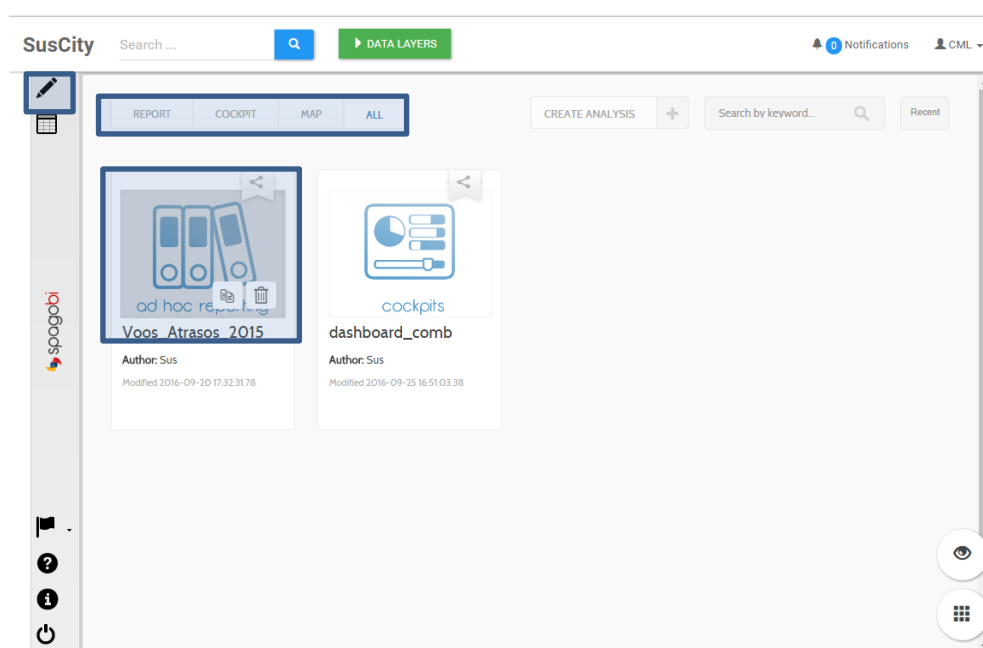 SusCity
Search ...
DATA LAYERS
0 Notifications
CML
REPORT COCKPIT MAP ALL
CREATE ANALYSIS
Search by keyword...
Recent
ad hoc reporting
Voos_Atrasos_2015
Author: Sus
Modified 2016-09-20 17:32:31.78
cockpits
dashboard_comb
Author: Sus
Modified 2016-09-25 16:51:03.38
spagobi